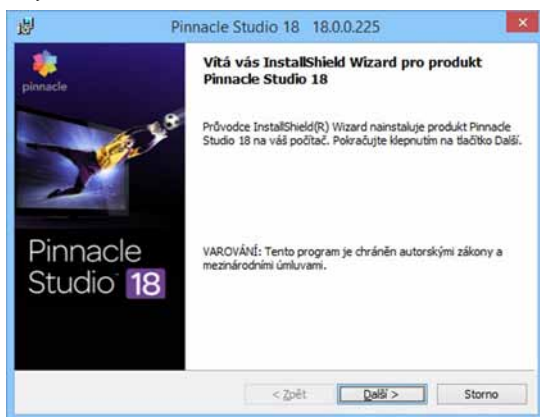 Pinnacle Studio 18 18.0.0.225
pinnacle
Vítá vás InstallShield Wizard pro produkt
Pinnacle Studio 18
Průvodce InstallShield(R) Wizard nainstaluje produkt Pinnacle
Studio 18 na váš počítač. Pokračujte klepnutím na tlačítko Další.
Pinnacle
Studio™ 18
VAROVÁNÍ: Tento program je chráněn autorskými zákony a
mezinárodními úmluvami.
< Zpět
Další >
Storno